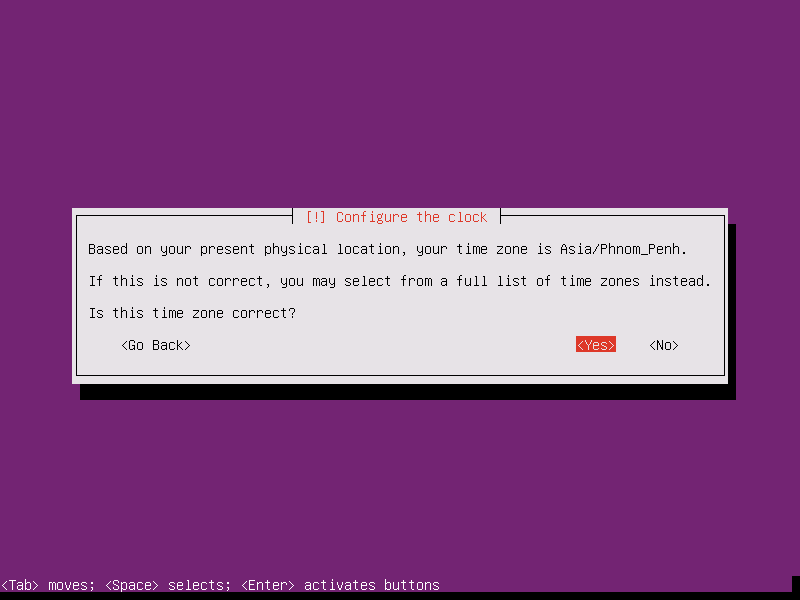 [!] Configure the clock
Based on your present physical location, your time zone is Asia/Phnom_Penh.
If this is not correct, you may select from a full list of time zones instead.
Is this time zone correct?
<Go Back> <Yes> <No>
<Tab> moves; <Space> selects; <Enter> activates buttons